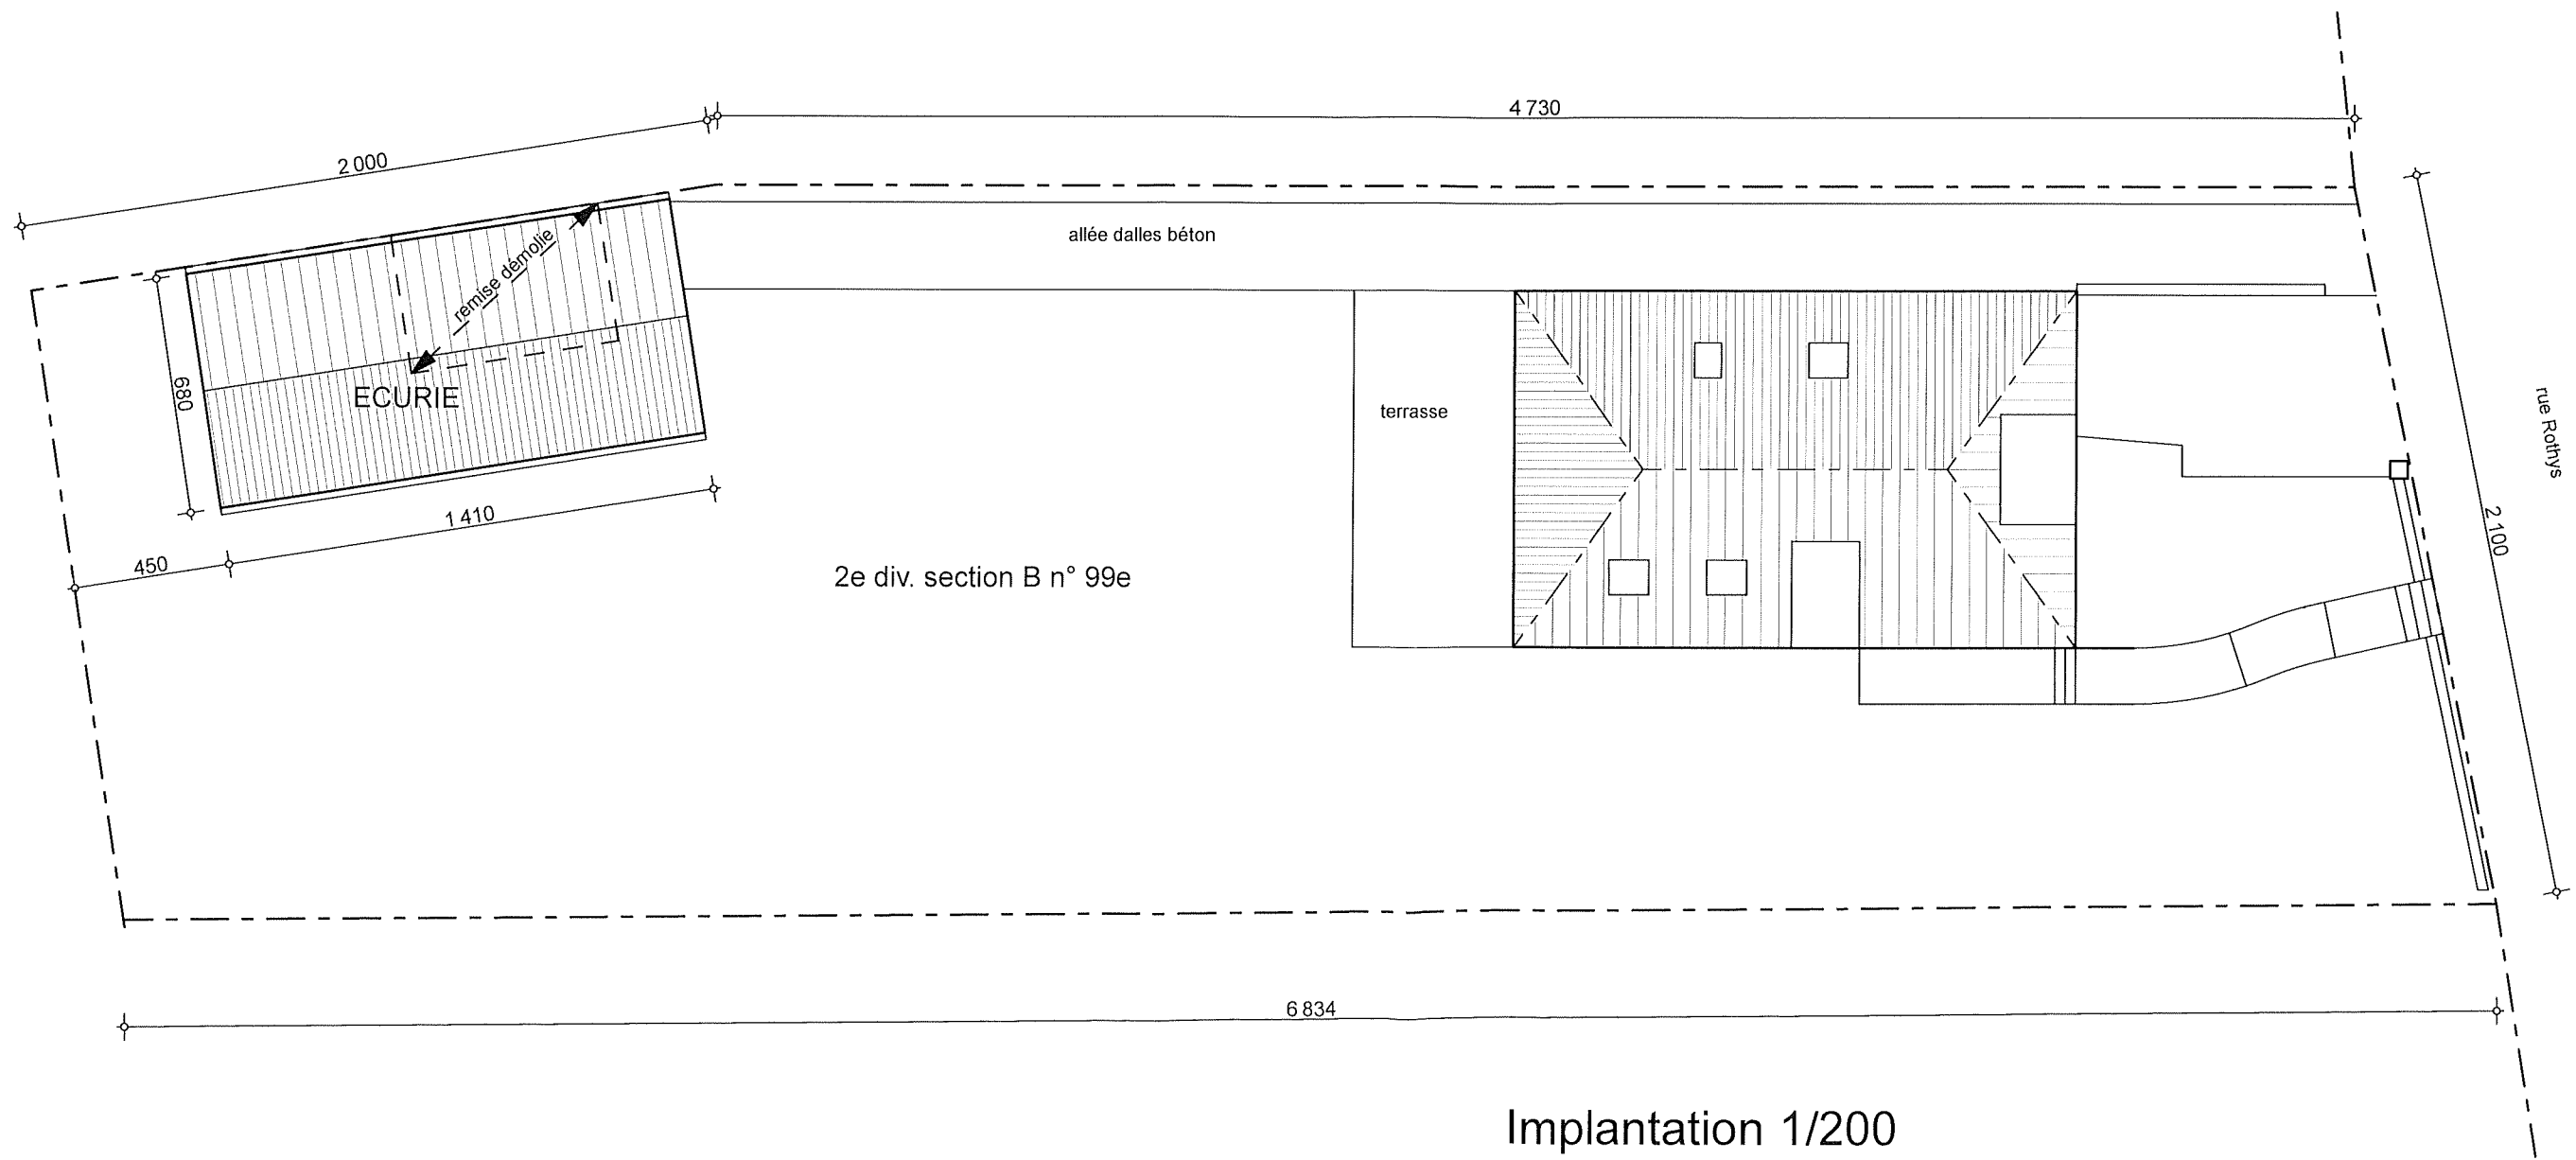 4 730
2 000
allée dalles béton
remise démolie
680
ECURIE
terrasse
rue Rothys
1 410
2 100
450
2e div. section B n° 99e
6 834
Implantation 1/200